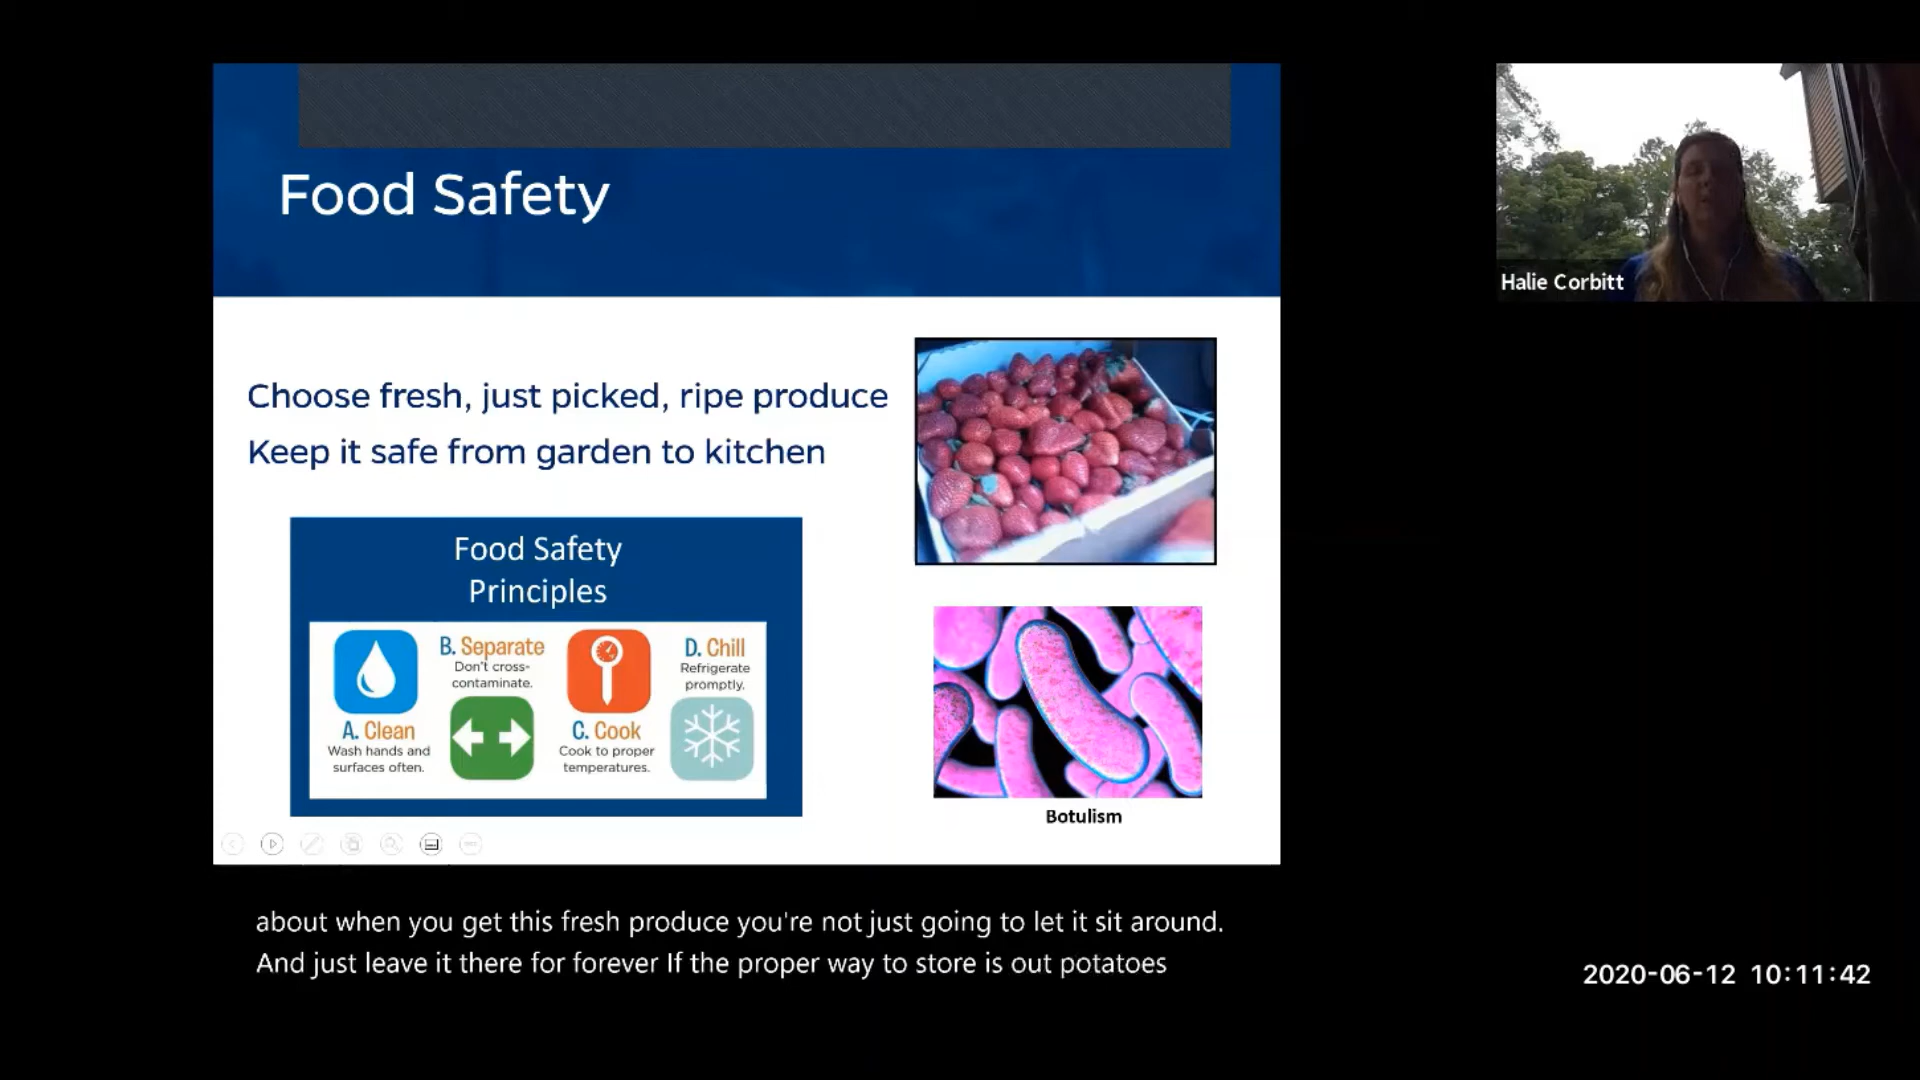 Food Safety
Halie Corbitt
Choose fresh, just picked, ripe produce
Keep it safe from garden to kitchen
Food Safety
Principles
A. Clean
Wash hands and
surfaces often.
B. Separate
Don't cross-
contaminate.
C. Cook
Cook to proper
temperatures.
D. Chill
Refrigerate
promptly.
Botulism
about when you get this fresh produce you're not just going to let it sit around.
And just leave it there for forever If the proper way to store is out potatoes
2020-06-12 10:11:42